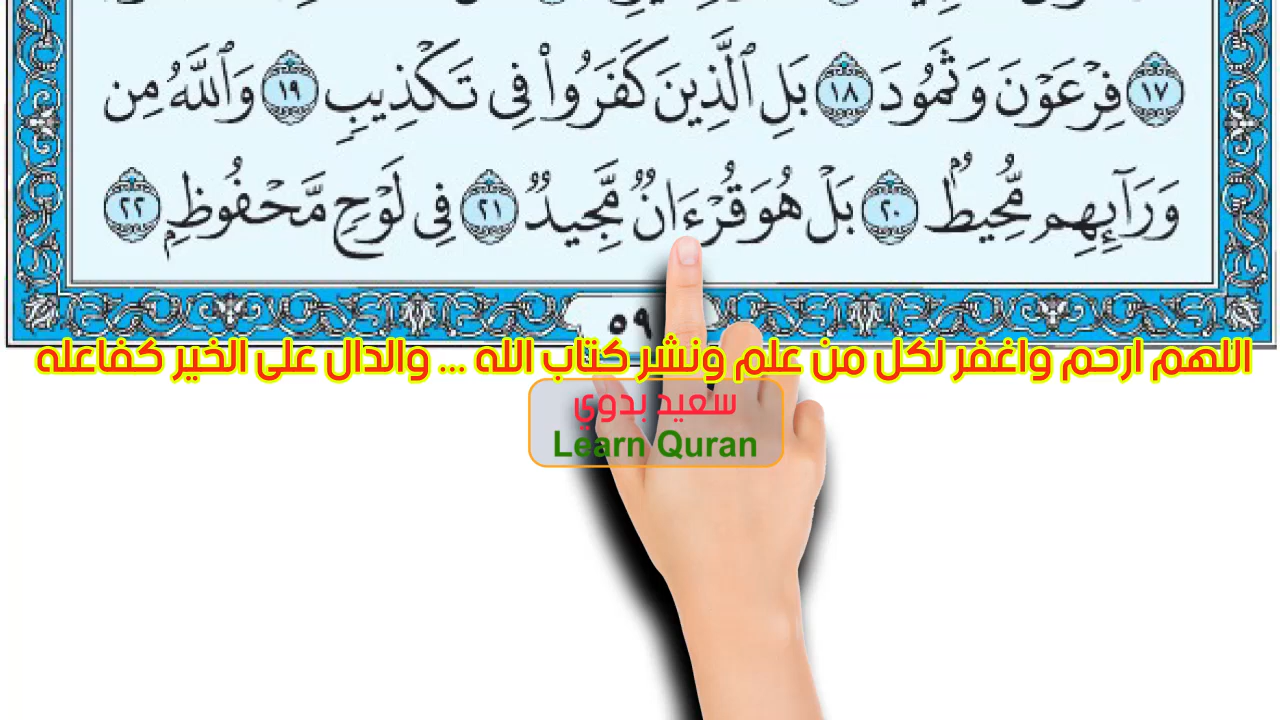 ١٧ فِرْعَوْنَ وَثَمُودَ ١٨ بَلِ ٱلَّذِينَ كَفَرُوا۟ فِى تَكْذِيبٍ ١٩ وَٱللَّهُ مِن
وَرَآئِهِم مُّحِيطٌۢ ٢٠ بَلْ هُوَ قُرْءَانٌ مَّجِيدٌ ٢١ فِى لَوْحٍ مَّحْفُوظٍۭ ٢٢
٥٩
اللهم ارحم واغفر لكل من علم ونشر كتاب الله ... والدال على الخير كفاعله
سعيد بدوي
Learn Quran